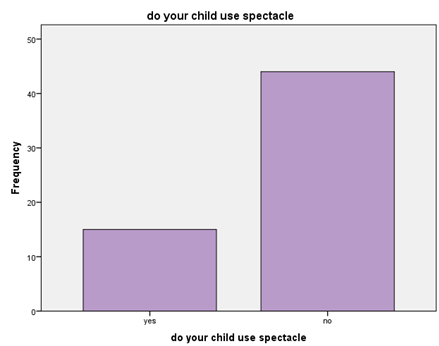 do your child use spectacle
50
40
30
20
10
0
Frequency
yes
no
do your child use spectacle